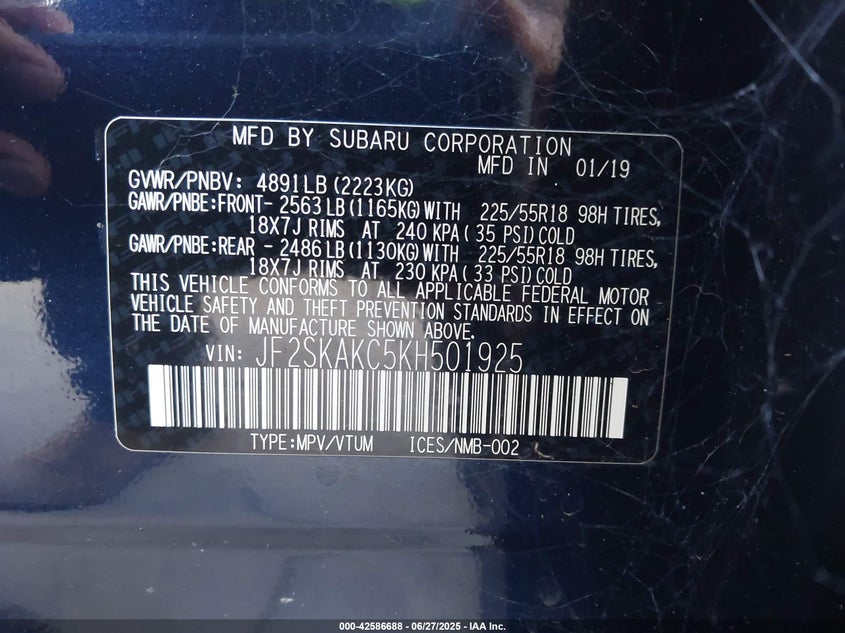 MFD BY SUBARU CORPORATION
MFD IN 01/19
GVWR/PNBV: 4891LB (2223KG)
GAWR/PNBE:FRONT- 2563LB (1165KG)WITH 225/55R18 98H TIRES,
18X7J RIMS AT 240 KPA( 35 PSI)COLD
GAWR/PNBE:REAR - 2486LB (1130KG)WITH 225/55R18 98H TIRES,
18X7J RIMS AT 230 KPA( 33 PSI)COLD
THIS VEHICLE CONFORMS TO ALL APPLICABLE FEDERAL MOTOR
VEHICLE SAFETY AND THEFT PREVENTION STANDARDS IN EFFECT ON
THE DATE OF MANUFACTURE SHOWN ABOVE.
VIN: JF2SKAKC5KH501925
TYPE:MPV/VTUM ICES/NMB-002
000-42586688 - 06/27/2025 - IAA Inc.